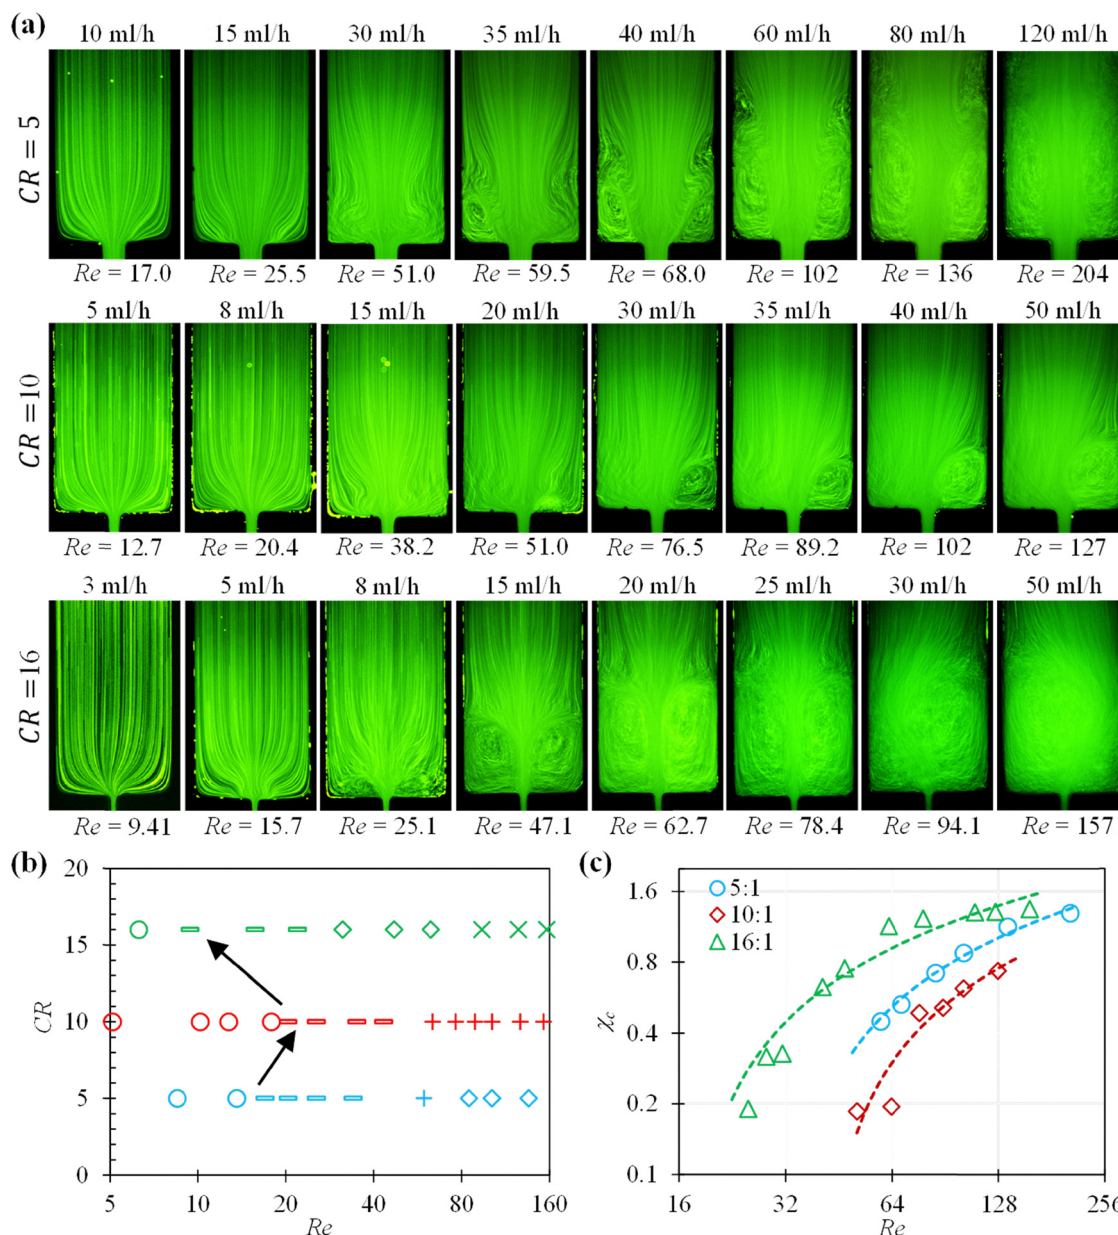 (a)
10 ml/h 15 ml/h 30 ml/h 35 ml/h 40 ml/h 60 ml/h 80 ml/h 120 ml/h
CR = 5
Re = 17.0 Re = 25.5 Re = 51.0 Re = 59.5 Re = 68.0 Re = 102 Re = 136 Re = 204
5 ml/h 8 ml/h 15 ml/h 20 ml/h 30 ml/h 35 ml/h 40 ml/h 50 ml/h
CR = 10
Re = 12.7 Re = 20.4 Re = 38.2 Re = 51.0 Re = 76.5 Re = 89.2 Re = 102 Re = 127
3 ml/h 5 ml/h 8 ml/h 15 ml/h 20 ml/h 25 ml/h 30 ml/h 50 ml/h
CR = 16
Re = 9.41 Re = 15.7 Re = 25.1 Re = 47.1 Re = 62.7 Re = 78.4 Re = 94.1 Re = 157
(b)
20
15
10
5
0
CR
5 10 20 40 80 160
Re
(c)
1.6
0.8
0.4
0.2
0.1
χc
5:1
10:1
16:1
16 32 64 128 256
Re